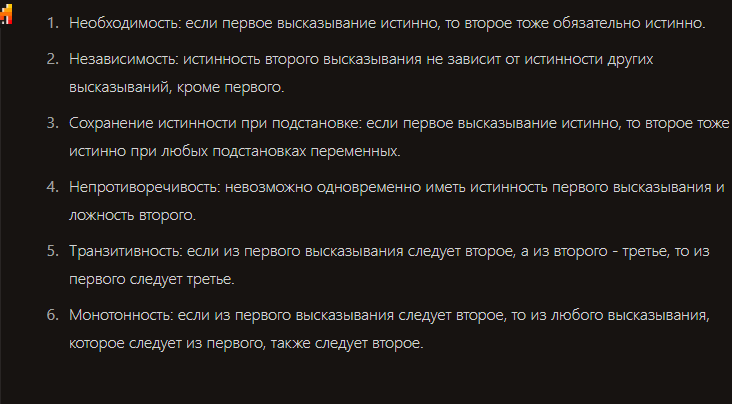 1. Необходимость: если первое высказывание истинно, то второе тоже обязательно истинно.
2. Независимость: истинность второго высказывания не зависит от истинности других
высказываний, кроме первого.
3. Сохранение истинности при подстановке: если первое высказывание истинно, то второе тоже
истинно при любых подстановках переменных.
4. Непротиворечивость: невозможно одновременно иметь истинность первого высказывания и
ложность второго.
5. Транзитивность: если из первого высказывания следует второе, а из второго - третье, то из
первого следует третье.
6. Монотонность: если из первого высказывания следует второе, то из любого высказывания,
которое следует из первого, также следует второе.